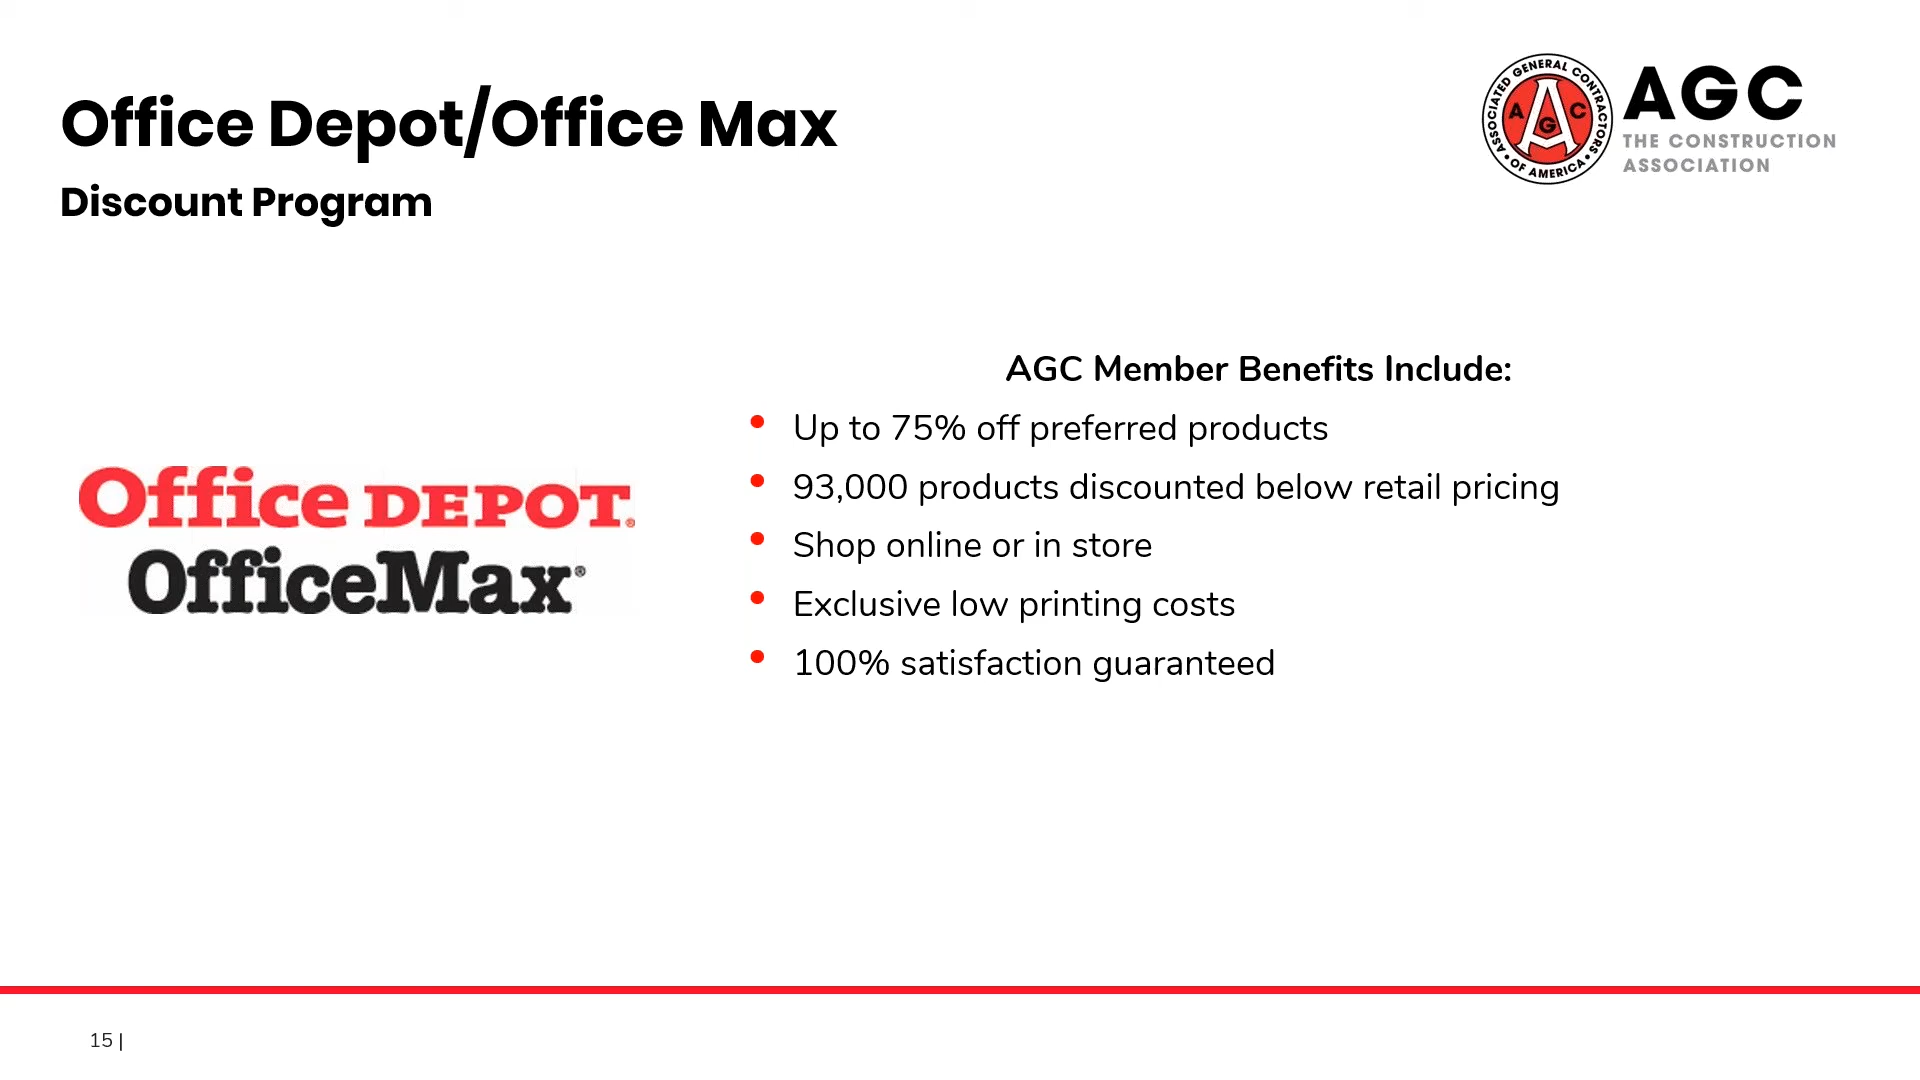 Office Depot/Office Max
Discount Program
ASSOCIATED GENERAL CONTRACTORS
• OF AMERICA •
A G C
AGC
THE CONSTRUCTION
ASSOCIATION
Office DEPOT®
OfficeMax®
AGC Member Benefits Include:
• Up to 75% off preferred products
• 93,000 products discounted below retail pricing
• Shop online or in store
• Exclusive low printing costs
• 100% satisfaction guaranteed
15 |